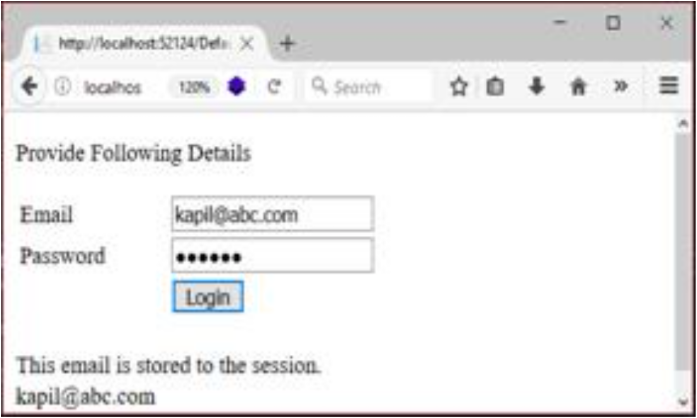 http://localhost:52124/Defa
localhos 120% Search
Provide Following Details
Email kapil@abc.com
Password ••••••
Login
This email is stored to the session.
kapil@abc.com